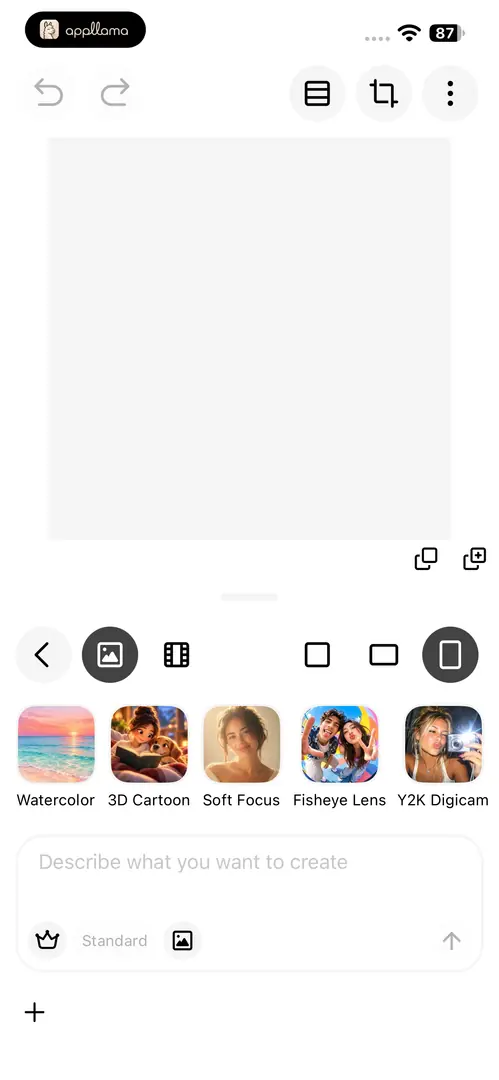 appllama
87
Watercolor
3D Cartoon
Soft Focus
Fisheye Lens
Y2K Digicam
Describe what you want to create
Standard